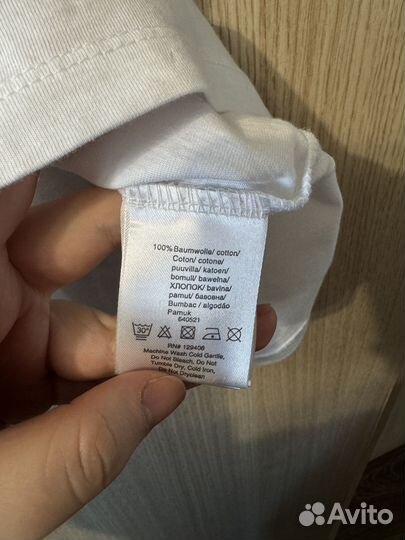 100% Baumwolle/ cotton/
Coton/ cotone/
puuvilla/ katoen/
bomull/ bawełna/
ХЛОПОК/ bavlna/
pamut/ бавовна/
Bumbac/ algodão
Pamuk
640521
30°
RN# 129406
Machine Wash Cold Gentle,
Do Not Bleach, Do Not
Tumble Dry, Cold Iron,
Do Not Dryclean
Avito